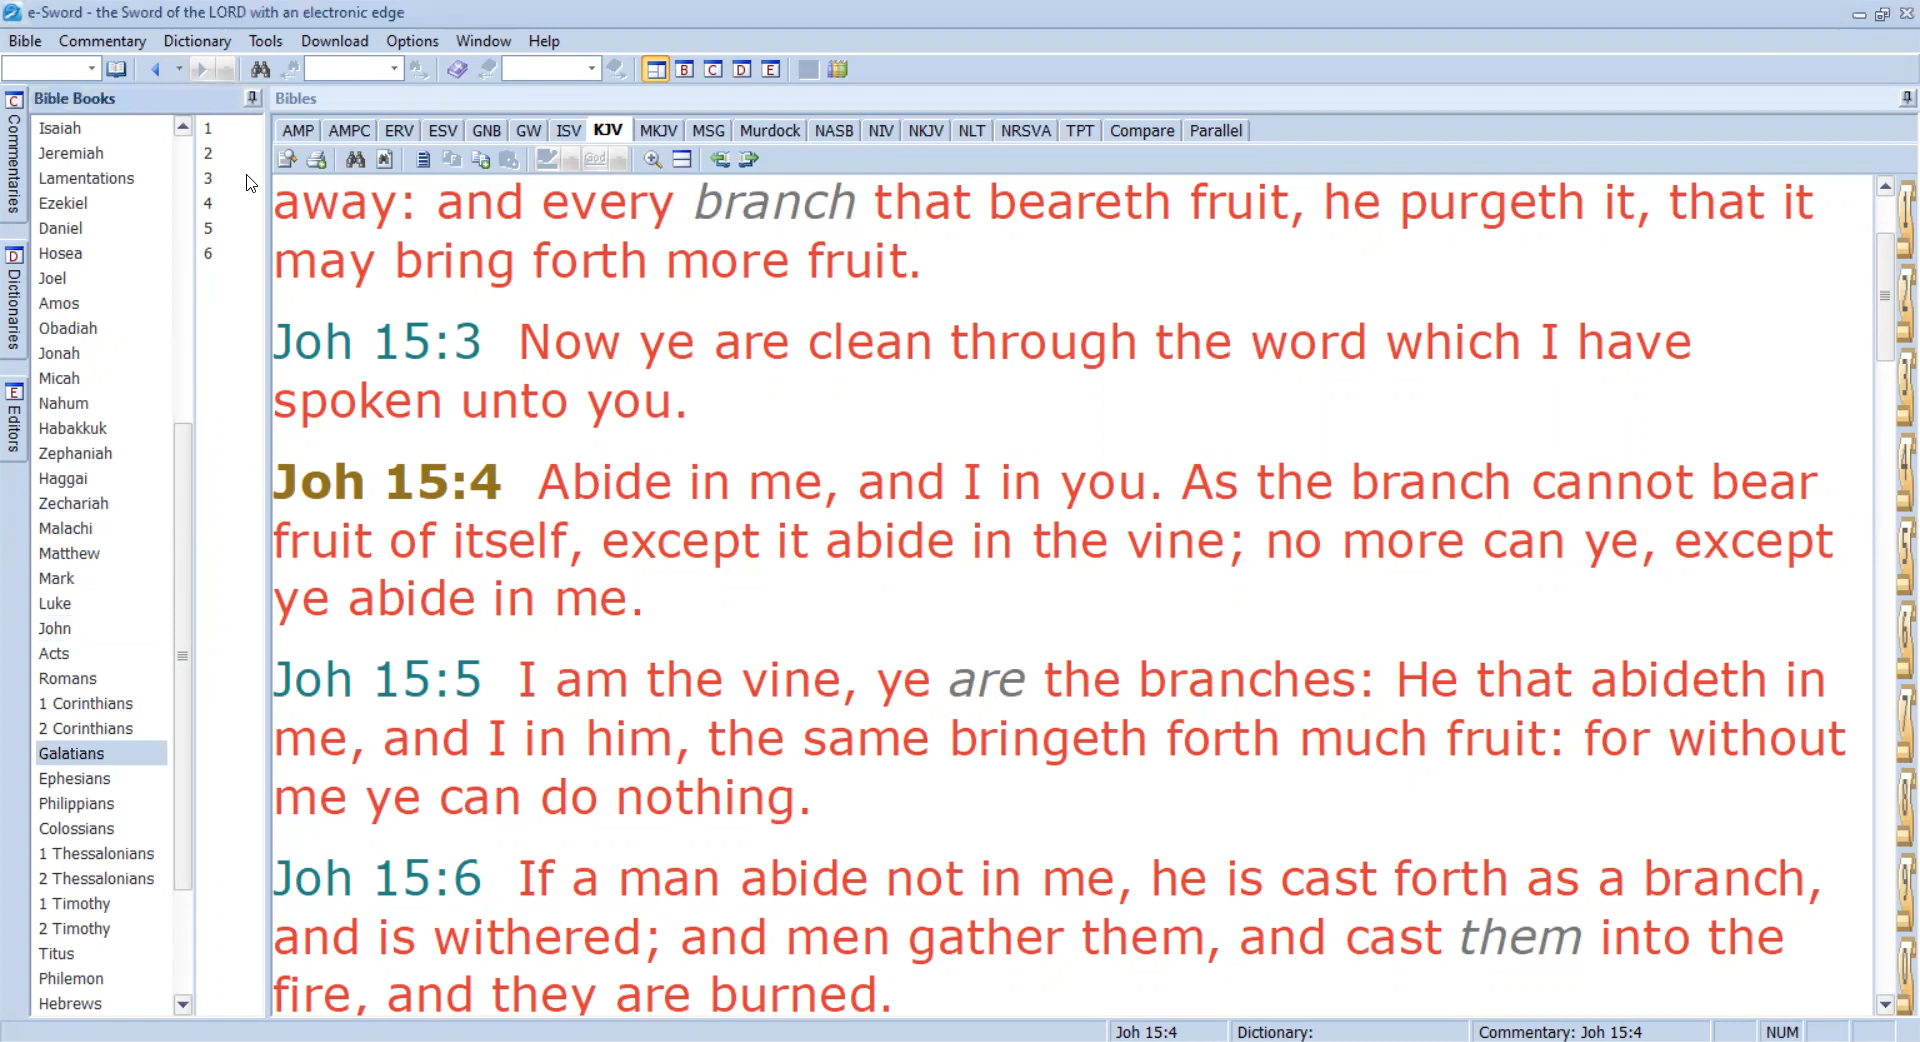 e-Sword - the Sword of the LORD with an electronic edge
Bible Commentary Dictionary Tools Download Options Window Help
B C D E
C Commentaries
D Dictionaries
E Editors
Bible Books
Isaiah
Jeremiah
Lamentations
Ezekiel
Daniel
Hosea
Joel
Amos
Obadiah
Jonah
Micah
Nahum
Habakkuk
Zephaniah
Haggai
Zechariah
Malachi
Matthew
Mark
Luke
John
Acts
Romans
1 Corinthians
2 Corinthians
Galatians
Ephesians
Philippians
Colossians
1 Thessalonians
2 Thessalonians
1 Timothy
2 Timothy
Titus
Philemon
Hebrews
1
2
3
4
5
6
Bibles
AMP AMPC ERV ESV GNB GW ISV KJV MKJV MSG Murdock NASB NIV NKJV NLT NRSVA TPT Compare Parallel
God
away: and every branch that beareth fruit, he purgeth it, that it
may bring forth more fruit.
Joh 15:3 Now ye are clean through the word which I have
spoken unto you.
Joh 15:4 Abide in me, and I in you. As the branch cannot bear
fruit of itself, except it abide in the vine; no more can ye, except
ye abide in me.
Joh 15:5 I am the vine, ye are the branches: He that abideth in
me, and I in him, the same bringeth forth much fruit: for without
me ye can do nothing.
Joh 15:6 If a man abide not in me, he is cast forth as a branch,
and is withered; and men gather them, and cast them into the
fire, and they are burned.
1
2
3
4
5
6
7
8
9
0
Joh 15:4 Dictionary: Commentary: Joh 15:4 NUM